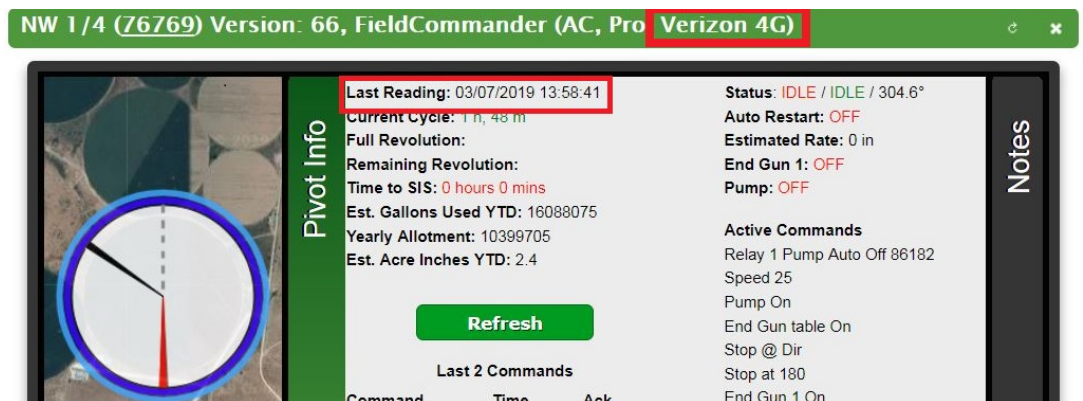 NW 1/4 (76769) Version: 66, FieldCommander (AC, Pro Verizon 4G)
Pivot Info
Last Reading: 03/07/2019 13:58:41
Current Cycle: 1 h, 48 m
Full Revolution:
Remaining Revolution:
Time to SIS: 0 hours 0 mins
Est. Gallons Used YTD: 16088075
Yearly Allotment: 10399705
Est. Acre Inches YTD: 2.4
Refresh
Last 2 Commands
Command Time Ack
Status: IDLE / IDLE / 304.6°
Auto Restart: OFF
Estimated Rate: 0 in
End Gun 1: OFF
Pump: OFF
Active Commands
Relay 1 Pump Auto Off 86182
Speed 25
Pump On
End Gun table On
Stop @ Dir
Stop at 180
End Gun 1 On
Notes